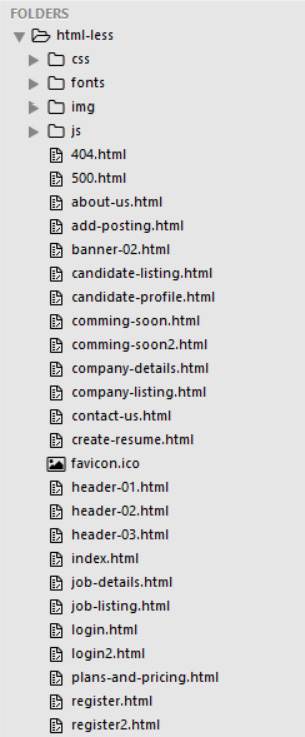 FOLDERS
html-less
css
fonts
img
js
404.html
500.html
about-us.html
add-posting.html
banner-02.html
candidate-listing.html
candidate-profile.html
comming-soon.html
comming-soon2.html
company-details.html
company-listing.html
contact-us.html
create-resume.html
favicon.ico
header-01.html
header-02.html
header-03.html
index.html
job-details.html
job-listing.html
login.html
login2.html
plans-and-pricing.html
register.html
register2.html